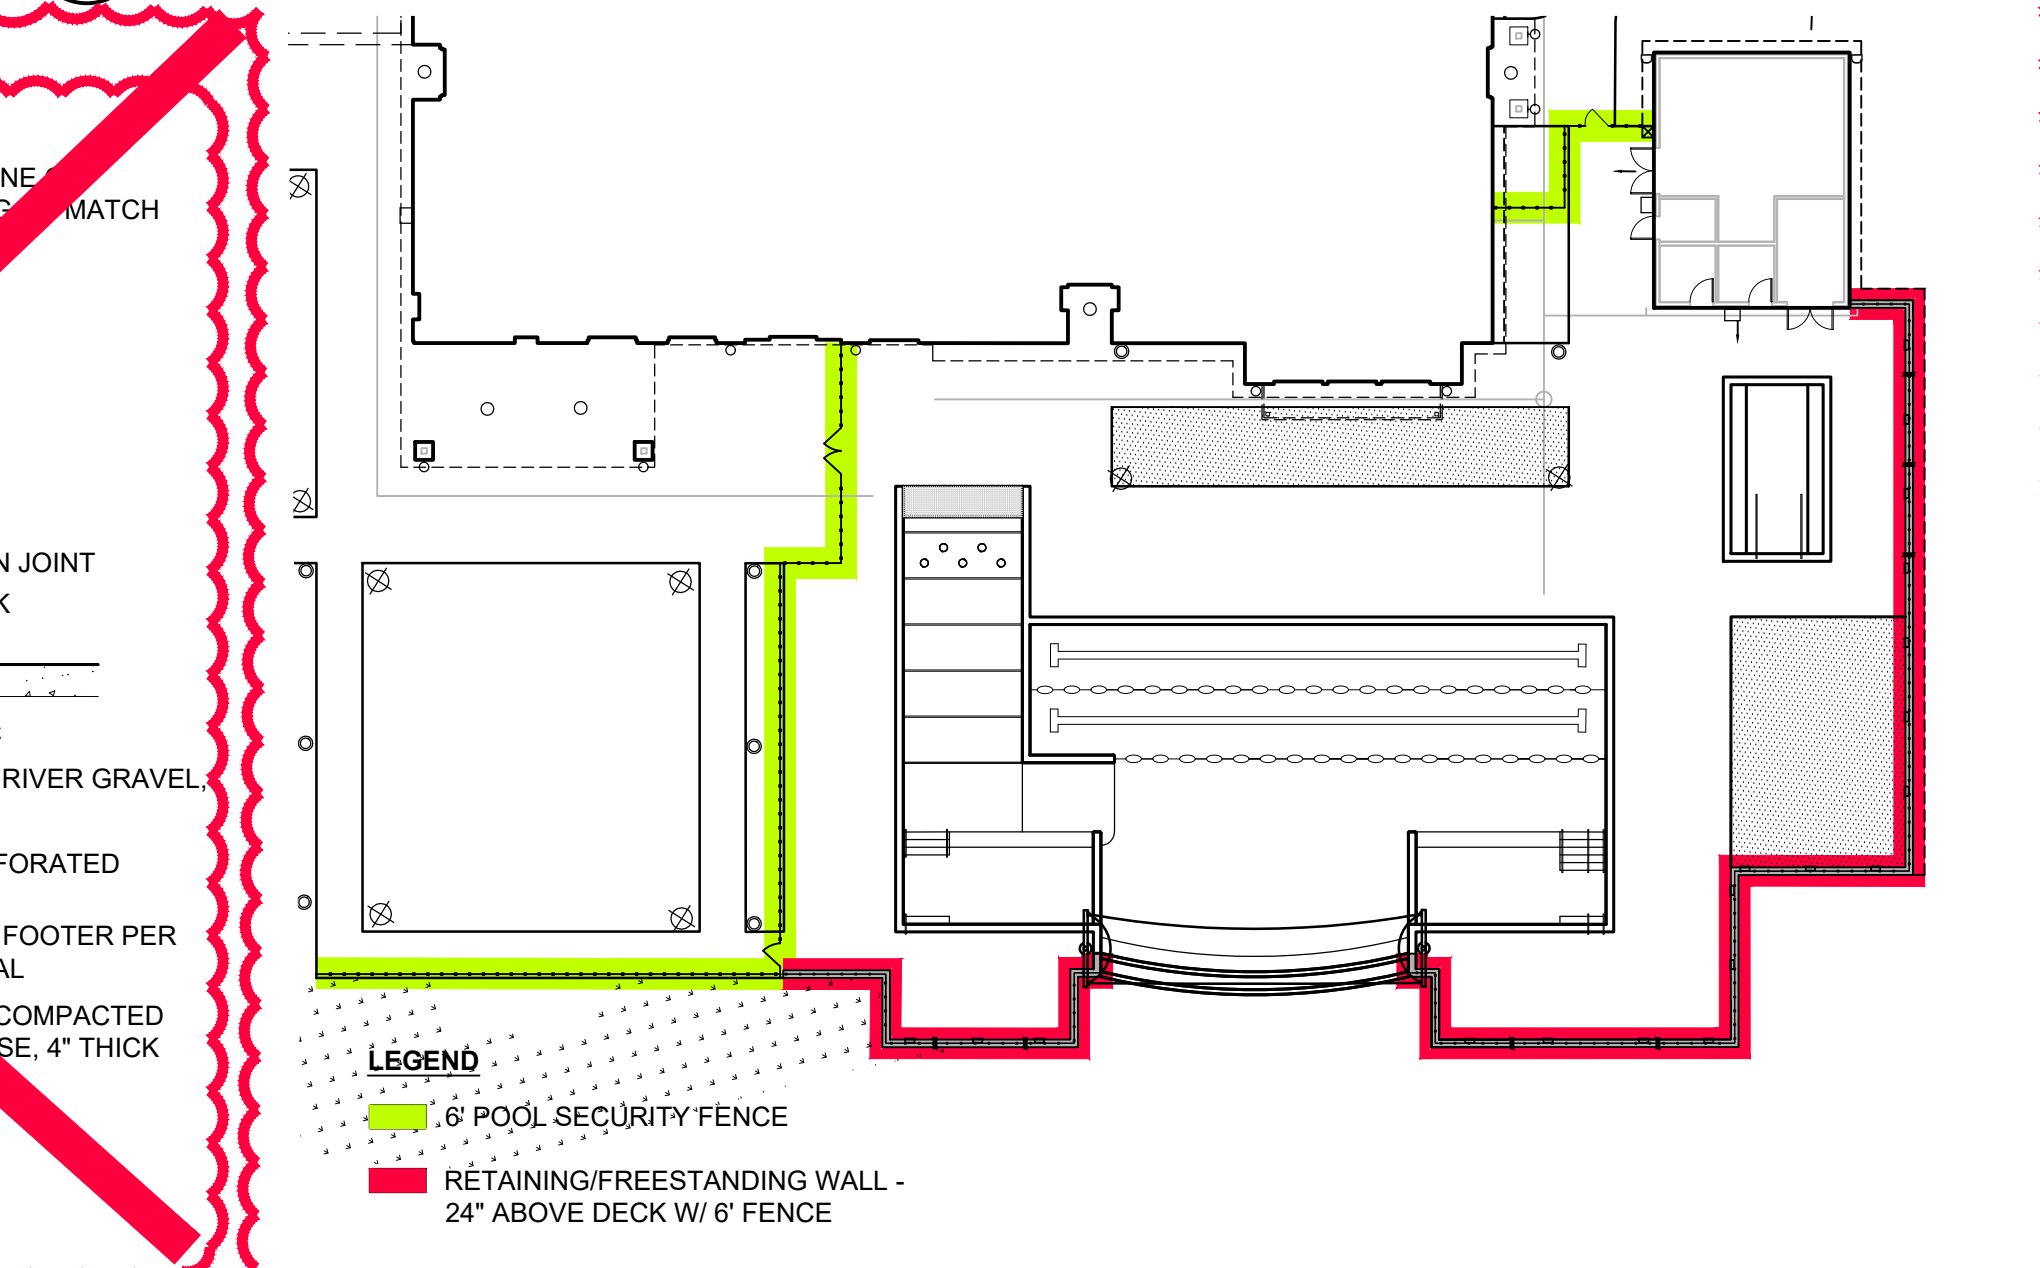 MATCH
N JOINT
K
RIVER GRAVEL,
FORATED
FOOTER PER
AL
COMPACTED
SE, 4" THICK
LEGEND
6' POOL SECURITY FENCE
RETAINING/FREESTANDING WALL -
24" ABOVE DECK W/ 6' FENCE